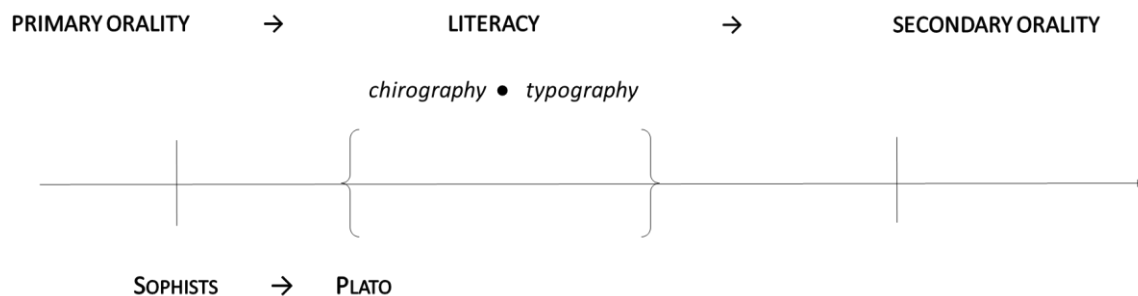 PRIMARY ORALITY → LITERACY → SECONDARY ORALITY
chirography ● typography
SOPHISTS → PLATO